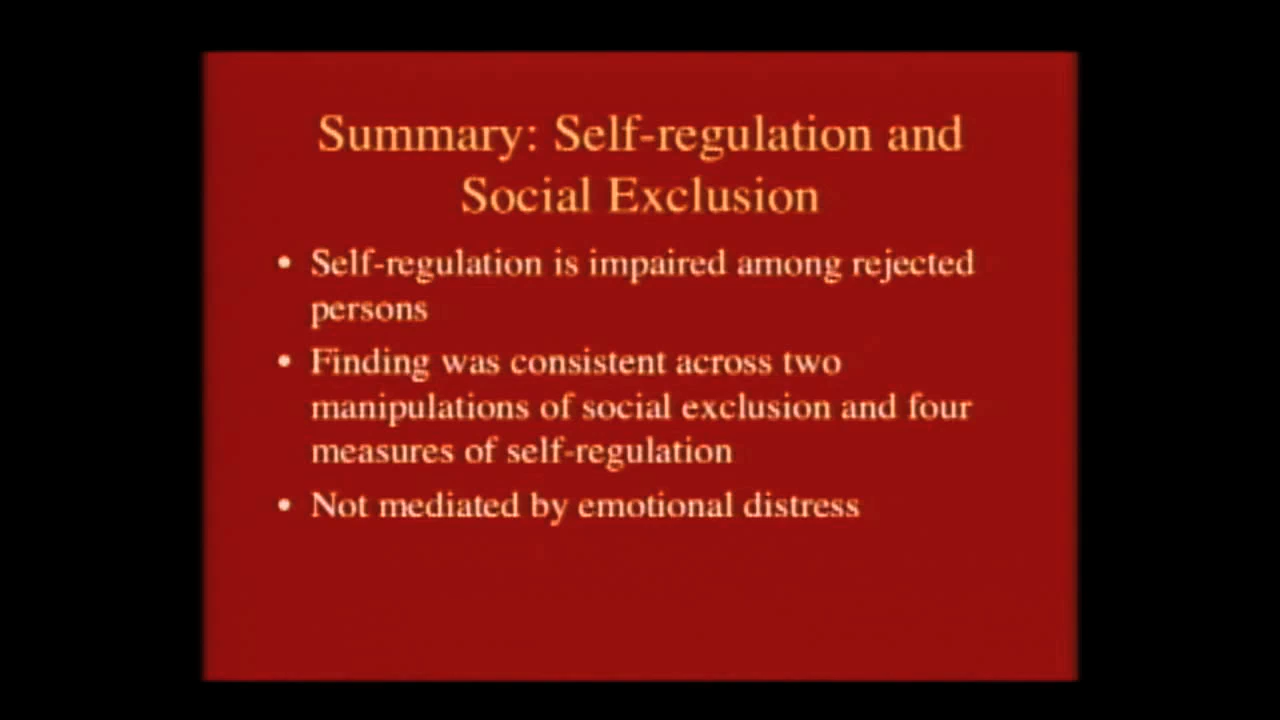 Summary: Self-regulation and
Social Exclusion
• Self-regulation is impaired among rejected
persons
• Finding was consistent across two
manipulations of social exclusion and four
measures of self-regulation
• Not mediated by emotional distress